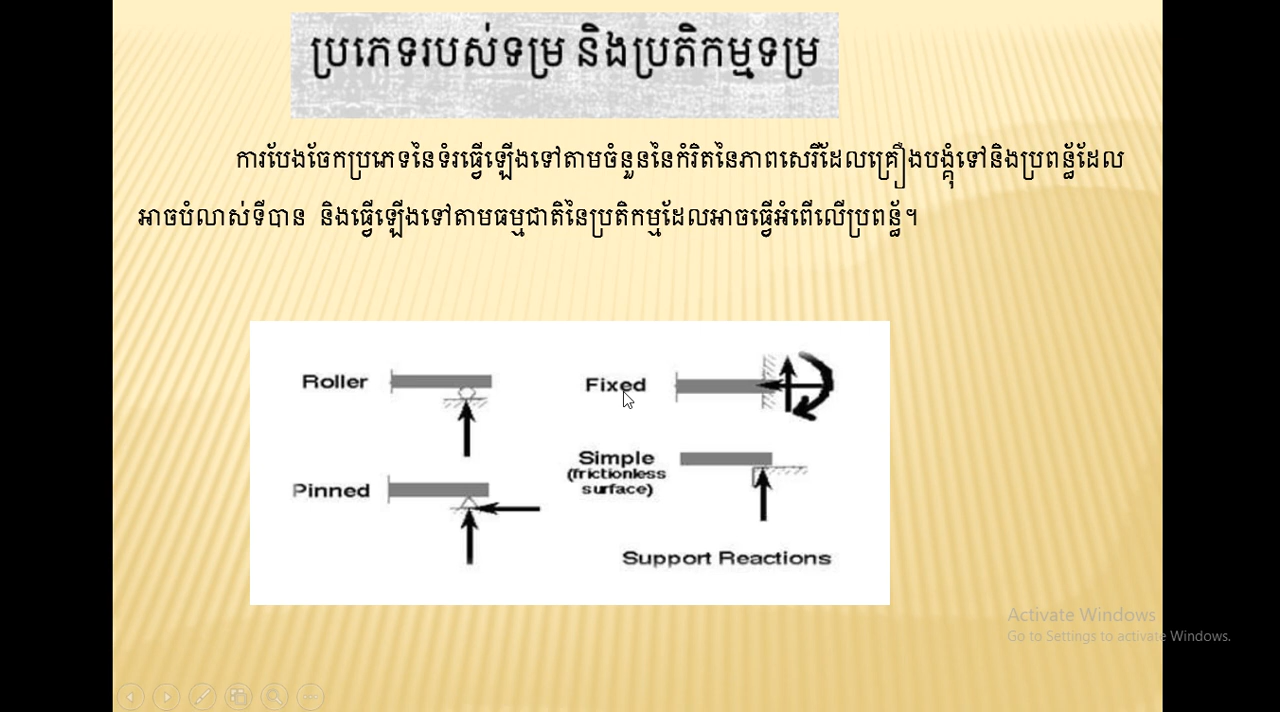 ប្រភេទរបស់ទម្រ និងប្រតិកម្មទម្រ
ការបែងចែកប្រភេទនៃទំរធ្វើឡើងទៅតាមចំនួននៃកំរិតនៃភាពសេរីដែលគ្រឿងបង្គុំទៅនិងប្រពន្ធ័ដែល
អាចបំលាស់ទីបាន និងធ្វើឡើងទៅតាមធម្មជាតិនៃប្រតិកម្មដែលអាចធ្វើអំពើលើប្រពន្ធ័។
Roller
Fixed
Pinned
Simple
(frictionless
surface)
Support Reactions
Activate Windows
Go to Settings to activate Windows.